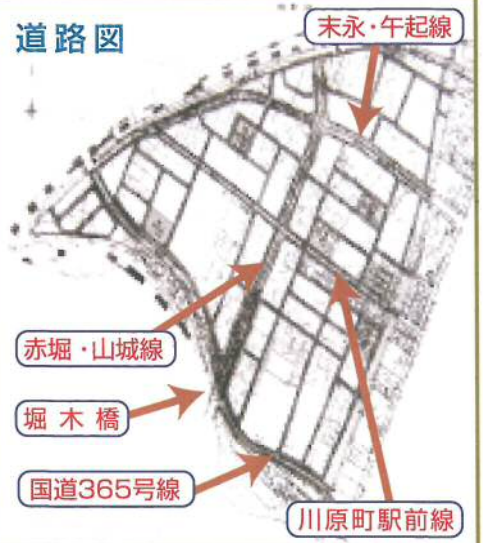 道路図
末永・午起線
赤堀・山城線
堀木橋
国道365号線
川原町駅前線